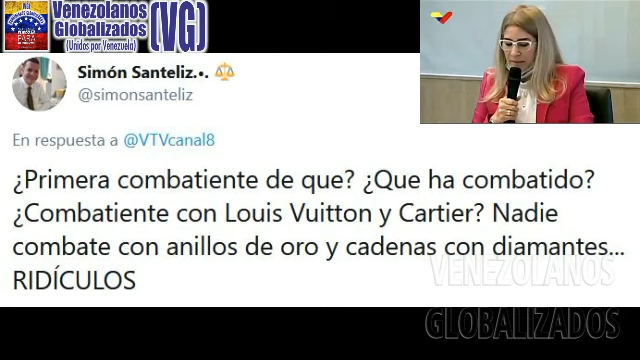 Venezolanos
Globalizados
(Unidos por Venezuela)
(VG)
Simón Santeliz.•.
@simonsanteliz
En respuesta a @VTVcanal8
¿Primera combatiente de que? ¿Que ha combatido?
¿Combatiente con Louis Vuitton y Cartier? Nadie
combate con anillos de oro y cadenas con diamantes...
RIDÍCULOS
VENEZOLANOS
GLOBALIZADOS